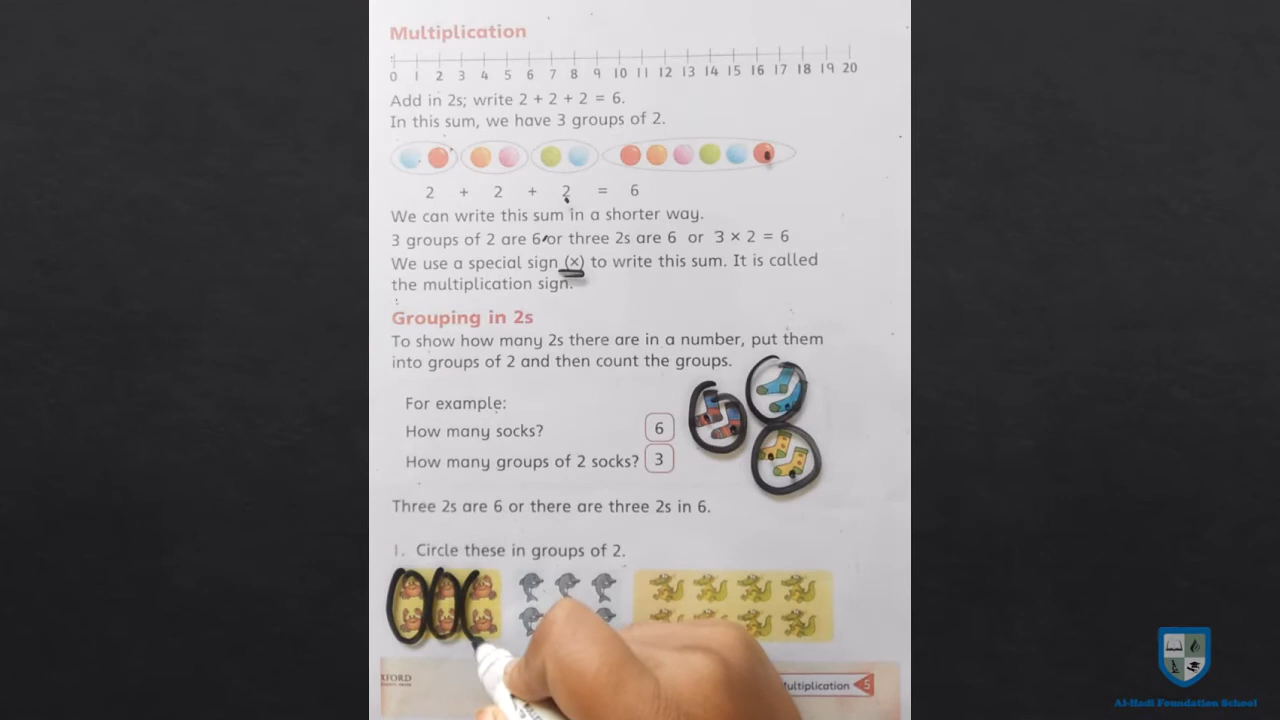 Multiplication
0 1 2 3 4 5 6 7 8 9 10 11 12 13 14 15 16 17 18 19 20
Add in 2s; write 2 + 2 + 2 = 6.
In this sum, we have 3 groups of 2.
2 + 2 + 2 = 6
We can write this sum in a shorter way.
3 groups of 2 are 6 or three 2s are 6 or 3 × 2 = 6
We use a special sign (×) to write this sum. It is called
the multiplication sign.
Grouping in 2s
To show how many 2s there are in a number, put them
into groups of 2 and then count the groups.
For example:
How many socks? 6
How many groups of 2 socks? 3
Three 2s are 6 or there are three 2s in 6.
1. Circle these in groups of 2.
XFORD
ultiplication 5
Al-Hadi Foundation School